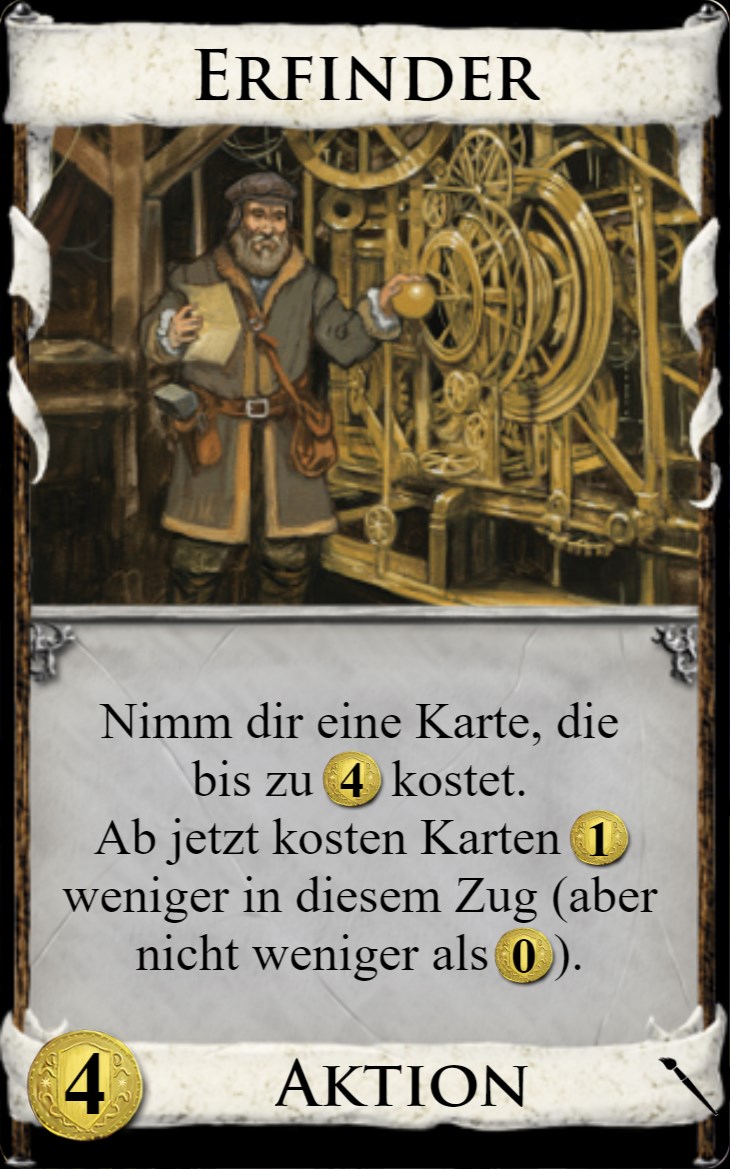 ERFINDER
Nimm dir eine Karte, die
bis zu 4 kostet.
Ab jetzt kosten Karten 1
weniger in diesem Zug (aber
nicht weniger als 0).
4 AKTION